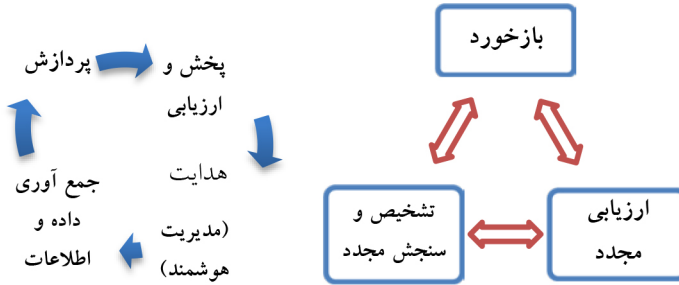 بازخورد
تشخیص و
سنجش مجدد
ارزیابی
مجدد
پردازش
پخش و
ارزیابی
هدایت
(مدیریت
هوشمند)
جمع آوری
داده و
اطلاعات